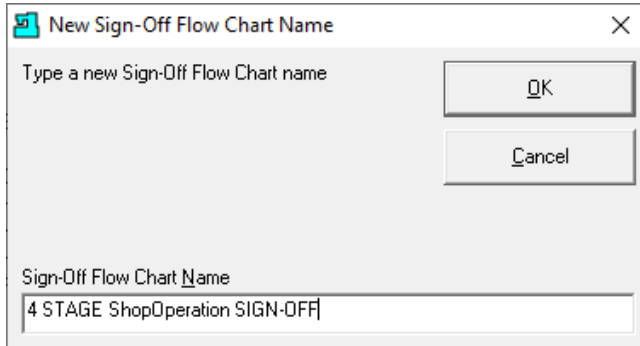 New Sign-Off Flow Chart Name
Type a new Sign-Off Flow Chart name
OK
Cancel
Sign-Off Flow Chart Name
4 STAGE ShopOperation SIGN-OFF